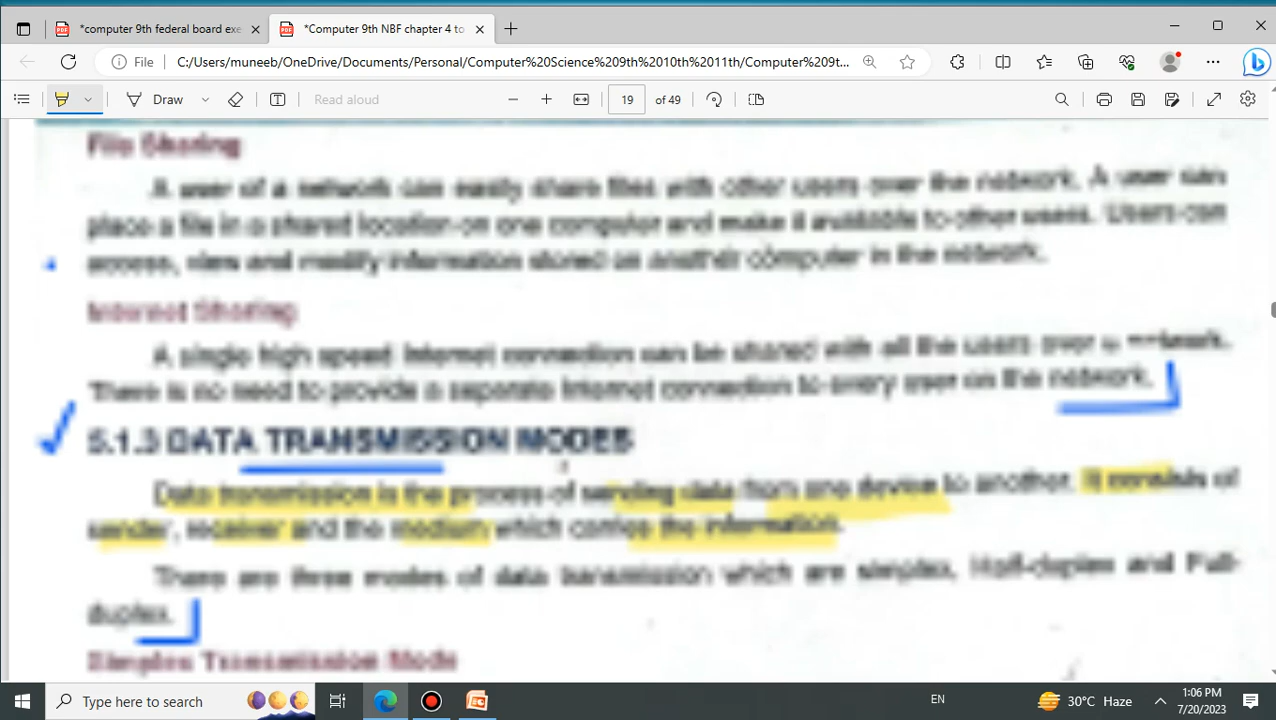 *computer 9th federal board exe
*Computer 9th NBF chapter 4 to
File
C:/Users/muneeb/OneDrive/Documents/Personal/Computer%20Science%209th%2010th%2011th/Computer%209t...
Draw
Read aloud
19 of 49
File Sharing
A user of a network can easily share files with other users over the network. A user can
place a file in a shared location on one computer and make it available to other users. Users can
access, view and modify information stored on another computer in the network.
Internet Sharing
A single high speed Internet connection can be shared with all the users over a network.
There is no need to provide a separate Internet connection to every user on the network.
5.1.3 DATA TRANSMISSION MODES
Data transmission is the process of sending data from one device to another. It consists of
sender, receiver and the medium which carries the information.
There are three modes of data transmission which are simplex, Half-duplex and Full-
duplex.
Simplex Transmission Mode
Type here to search
EN
30°C Haze
1:06 PM
7/20/2023